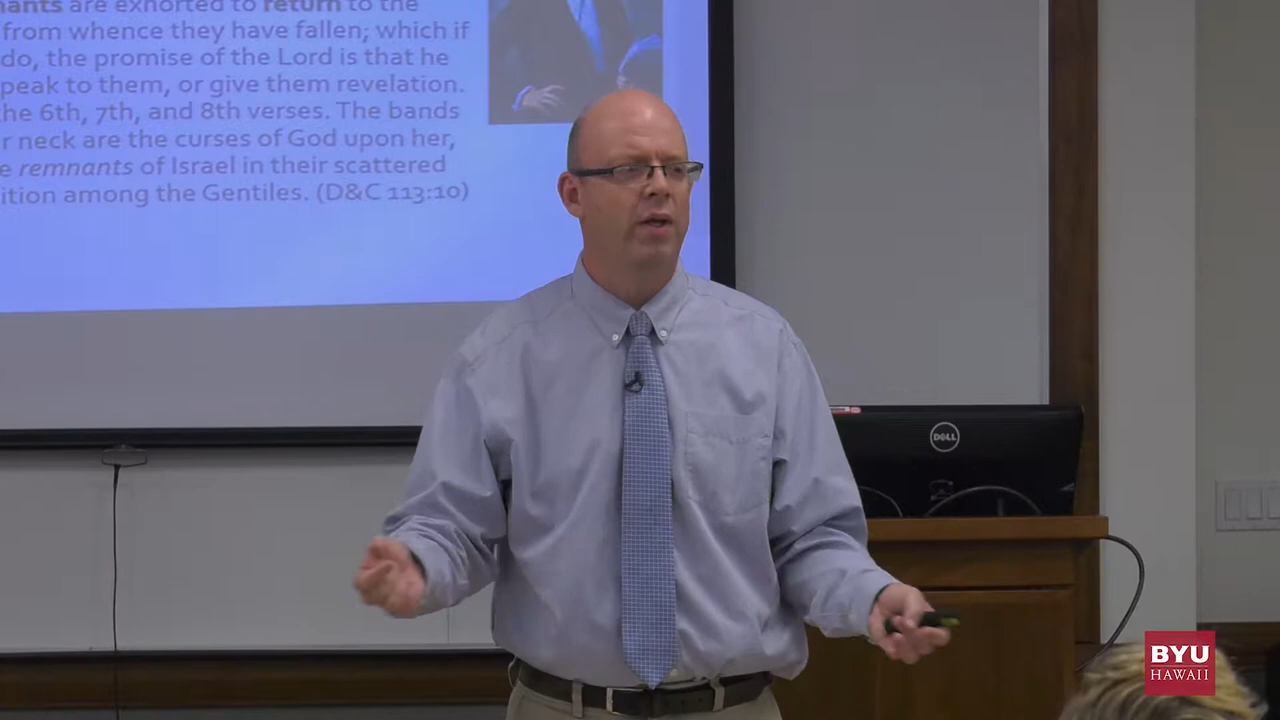 are exhorted to return to the
from whence they have fallen; which if
do, the promise of the Lord is that he
to them, or give them revelation.
6th, 7th, and 8th verses. The bands
neck are the curses of God upon her,
remnants of Israel in their scattered
among the Gentiles. (D&C 113:10)
DELL
BYU
HAWAII